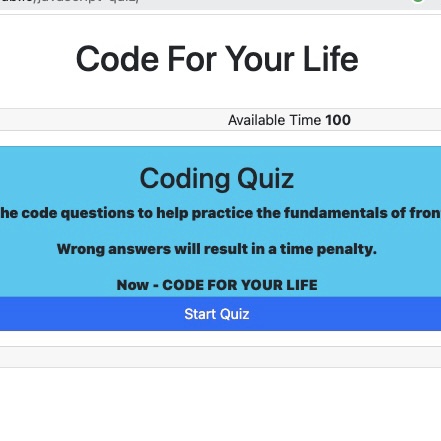 Code For Your Life
Available Time 100
Coding Quiz
he code questions to help practice the fundamentals of fron
Wrong answers will result in a time penalty.
Now - CODE FOR YOUR LIFE
Start Quiz